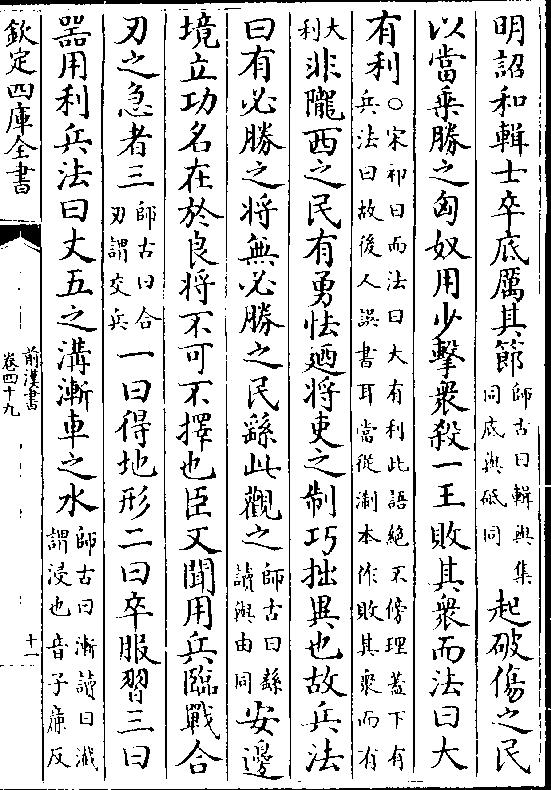 明詔和輯士卒底厲其節師古曰輯與集同底與砥同起破傷之民
以當乗勝之匈奴用少擊衆殺一王敗其衆而法曰大
有利○宋祁曰而法曰大有利此語絶不傍理葢下有兵法曰故後人誤書耳當從淛本作敗其衆而有
大利非隴西之民有勇怯廼將吏之制巧拙異也故兵法
曰有必勝之將無必勝之民繇此觀之師古曰繇讀與由同安邊
境立功名在於良將不可不擇也臣又聞用兵臨戰合
刃之急者三師古曰合刃謂交兵一曰得地形二曰卒服習三曰
器用利兵法曰丈五之溝漸車之水師古曰漸讀曰瀸謂浸也音子廉反
欽定四庫全書
前漢書
卷四十九
十一